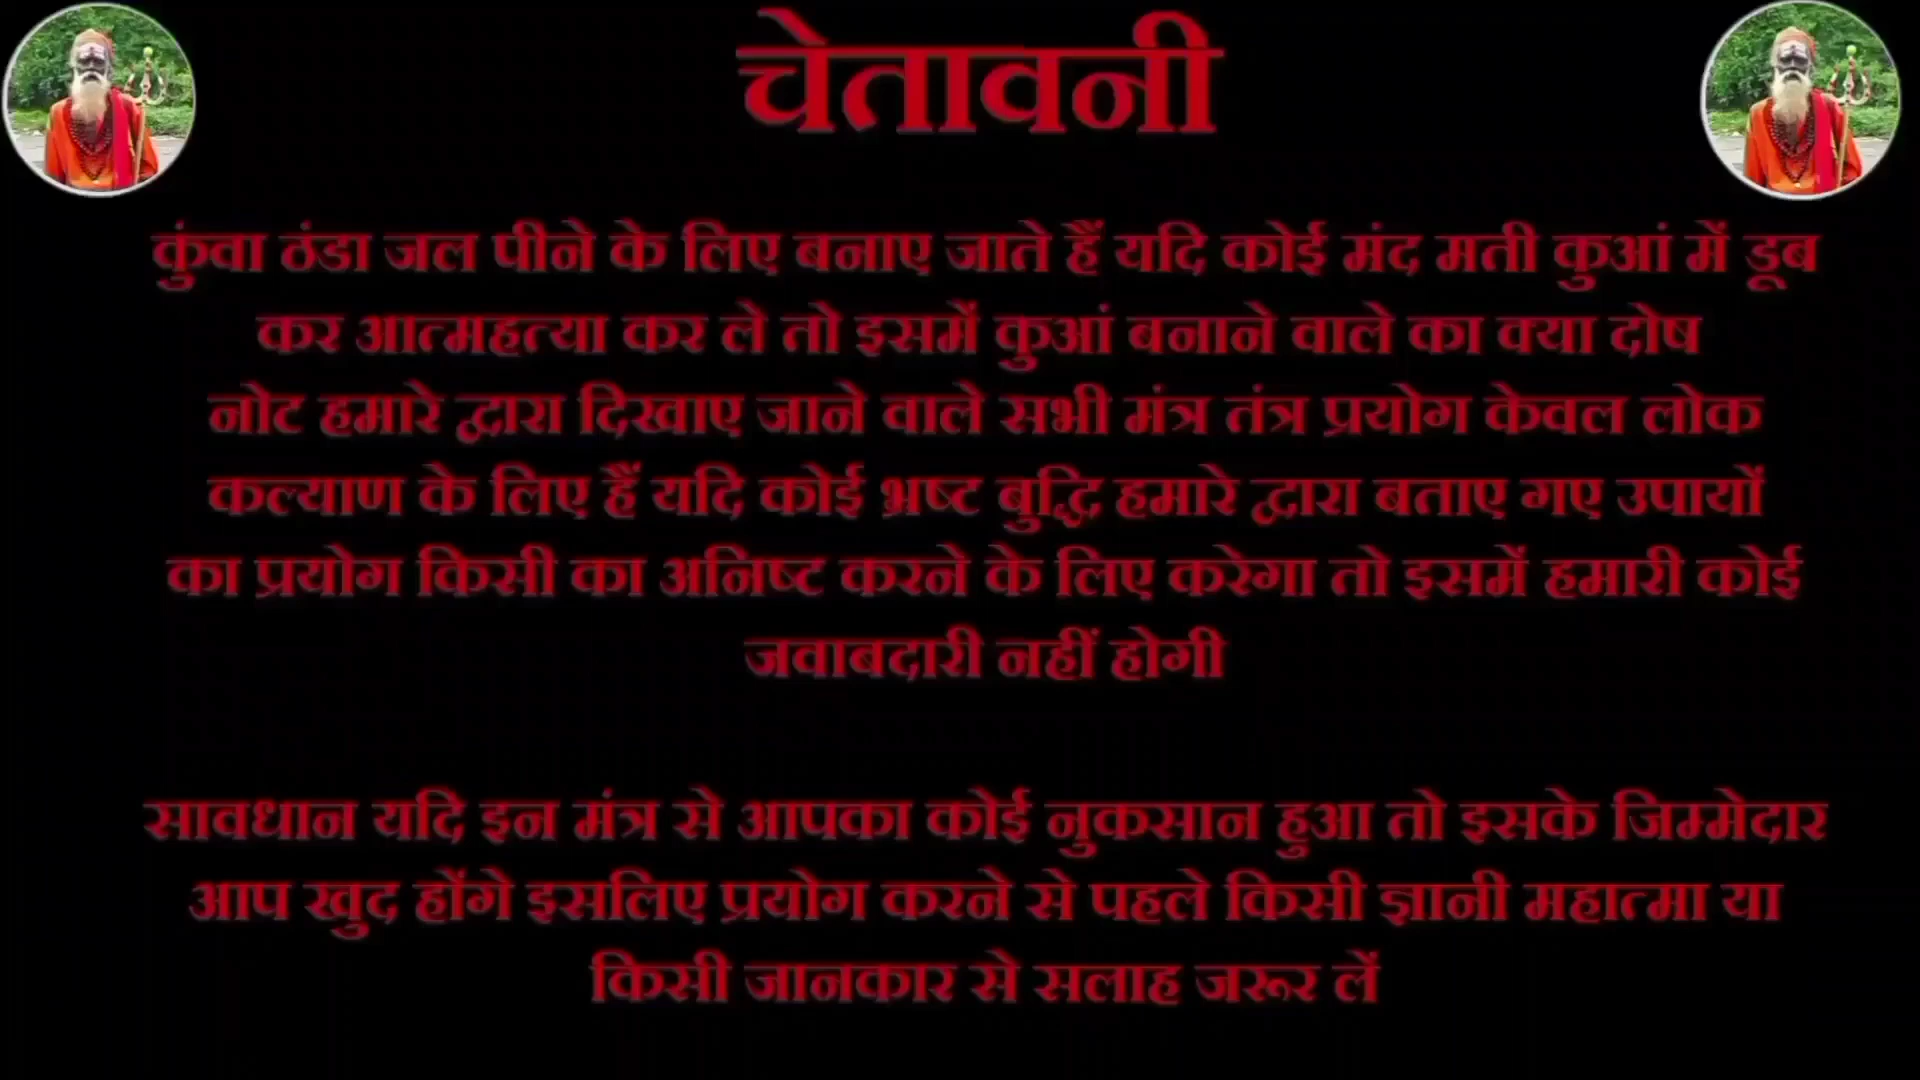 चेतावनी
कुंवा ठंडा जल पीने के लिए बनाए जाते हैं यदि कोई मंद मती कुआं में डूब
कर आत्महत्या कर ले तो इसमें कुआं बनाने वाले का क्या दोष
नोट हमारे द्वारा दिखाए जाने वाले सभी मंत्र तंत्र प्रयोग केवल लोक
कल्याण के लिए हैं यदि कोई भ्रष्ट बुद्धि हमारे द्वारा बताए गए उपायों
का प्रयोग किसी का अनिष्ट करने के लिए करेगा तो इसमें हमारी कोई
जवाबदारी नहीं होगी
सावधान यदि इन मंत्र से आपका कोई नुकसान हुआ तो इसके जिम्मेदार
आप खुद होंगे इसलिए प्रयोग करने से पहले किसी ज्ञानी महात्मा या
किसी जानकार से सलाह जरूर लें